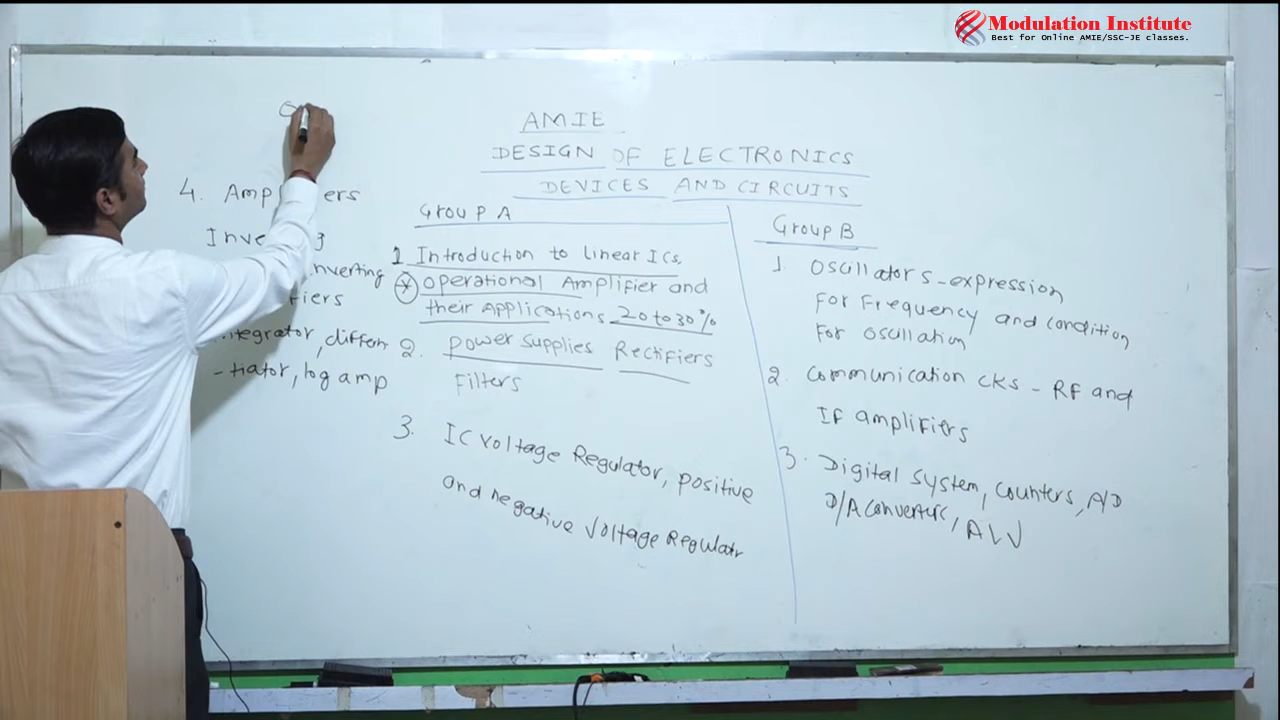 Modulation Institute
Best for Online AMIE/SSC-JE classes.
AMIE
DESIGN OF ELECTRONICS
DEVICES AND CIRCUITS
4. Amp ers
Inve g
nverting
fiers
ntegrator, differn
- tiator, log amp
Group A
1 Introduction to linear ICs,
* Operational Amplifier and
their Applications 20 to 30%
2. power supplies Rectifiers
Filters
3. IC voltage Regulator, positive
and negative Voltage Regulatr
Group B
1. Oscillators - expression
For Frequency and condition
For oscillation
2. Communication CKS - RF and
IF amplifiers
3. Digital system, Counters, A/D
D/A converters, ALU